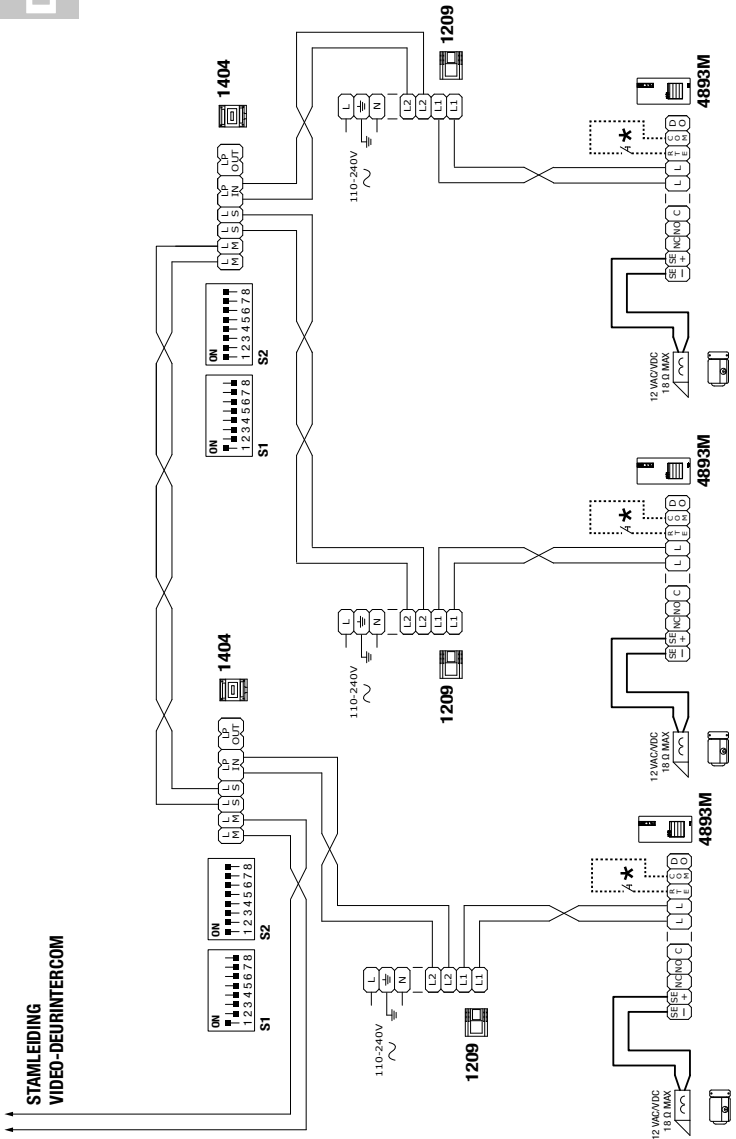 STAMLEIDING
VIDEO-DEURINTERCOM
ON
1 2 3 4 5 6 7 8
S1
ON
1 2 3 4 5 6 7 8
S2
L L L L LP LP
M M S S IN OUT
1404
110-240V
L
N
L2
L2
L1
L1
1209
12 VAC/VDC
18 Ω MAX
SE SE NC NO C L L RTE COM DO
− +
*
4893M
110-240V
L
N
L2
L2
L1
L1
1209
12 VAC/VDC
18 Ω MAX
SE SE NC NO C L L RTE COM DO
− +
*
4893M
ON
1 2 3 4 5 6 7 8
S1
ON
1 2 3 4 5 6 7 8
S2
L L L L LP LP
M M S S IN OUT
1404
110-240V
L
N
L2
L2
L1
L1
1209
12 VAC/VDC
18 Ω MAX
SE SE NC NO C L L RTE COM DO
− +
*
4893M